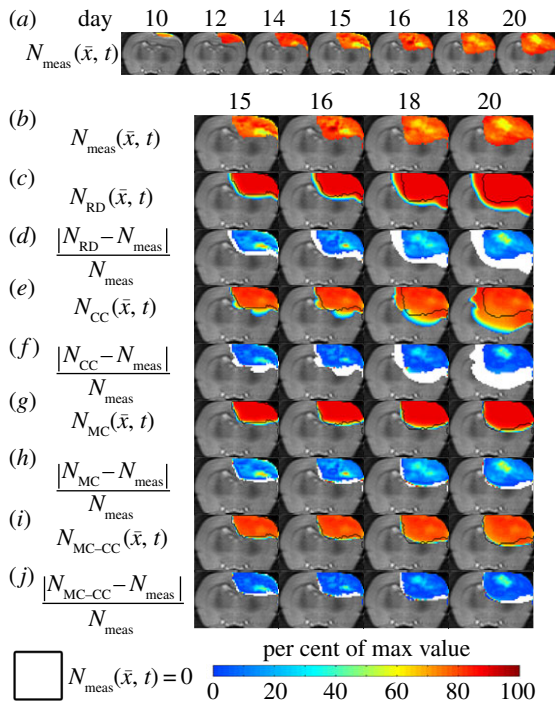 (a) day 10 12 14 15 16 18 20
N_meas(x̄, t)
15 16 18 20
(b) N_meas(x̄, t)
(c) N_RD(x̄, t)
(d) |N_RD – N_meas|
N_meas
(e) N_CC(x̄, t)
(f) |N_CC – N_meas|
N_meas
(g) N_MC(x̄, t)
(h) |N_MC – N_meas|
N_meas
(i) N_MC–CC(x̄, t)
(j) |N_MC–CC – N_meas|
N_meas
per cent of max value
N_meas(x̄, t) = 0
0 20 40 60 80 100